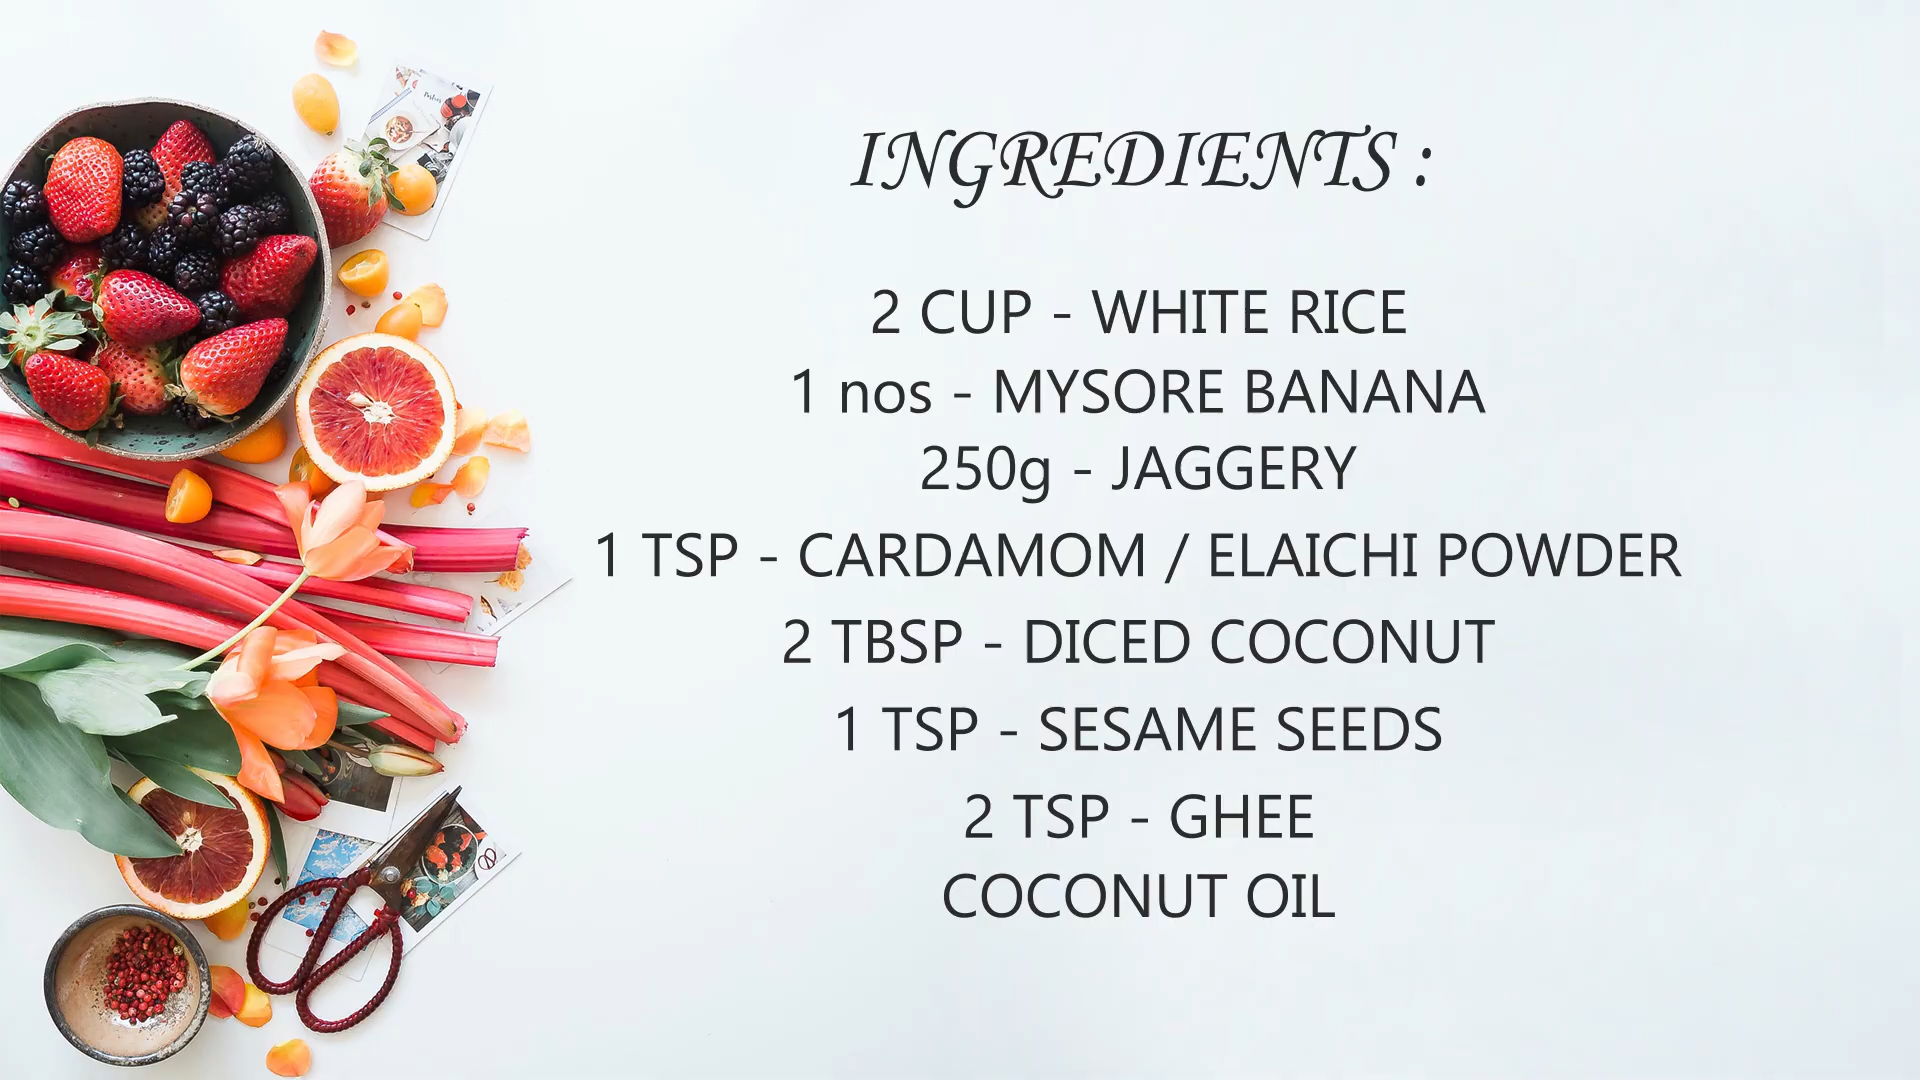 INGREDIENTS :
2 CUP - WHITE RICE
1 nos - MYSORE BANANA
250g - JAGGERY
1 TSP - CARDAMOM / ELAICHI POWDER
2 TBSP - DICED COCONUT
1 TSP - SESAME SEEDS
2 TSP - GHEE
COCONUT OIL